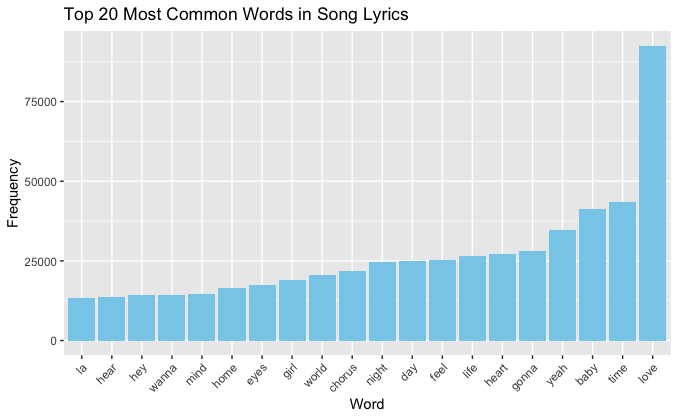 Top 20 Most Common Words in Song Lyrics
Frequency
75000
50000
25000
0
la hear hey wanna mind home eyes girl world chorus night day feel life heart gonna yeah baby time love
Word